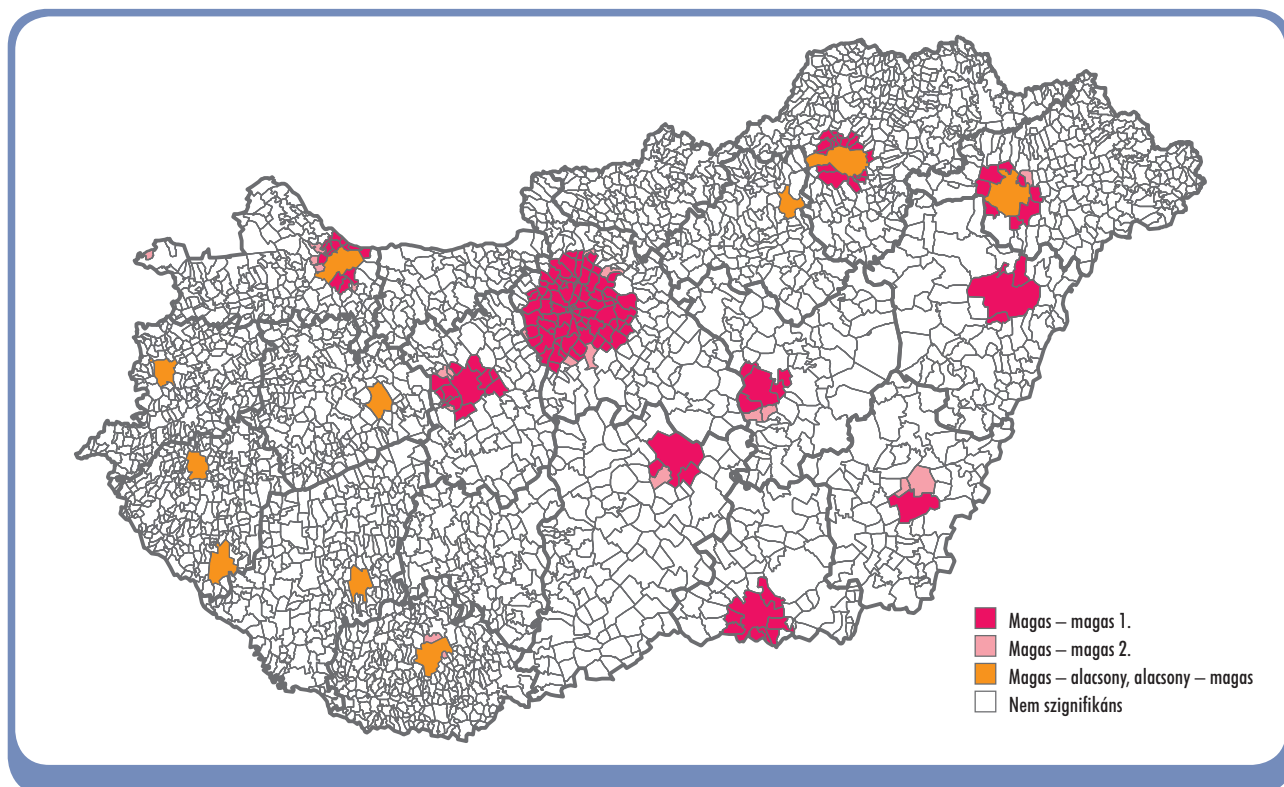 Magas – magas 1.
Magas – magas 2.
Magas – alacsony, alacsony – magas
Nem szignifikáns